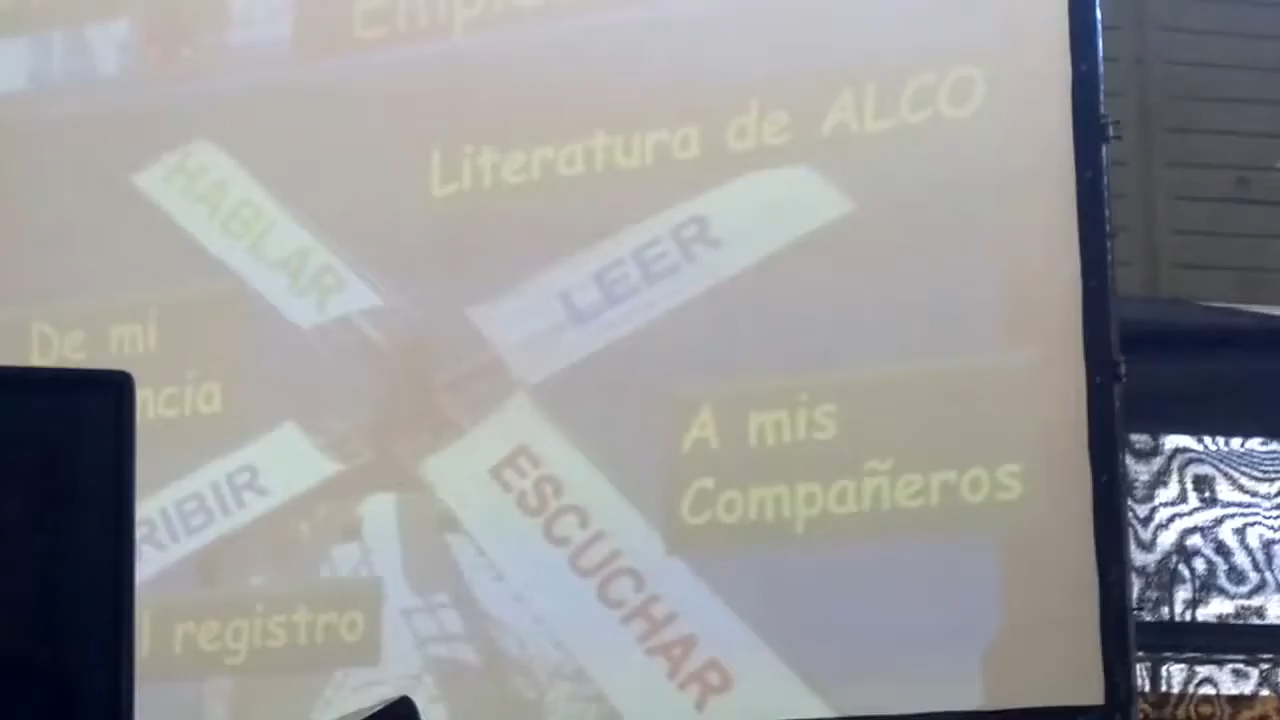 Literatura de ALCO
HABLAR
LEER
De mi
ncia
A mis
Compañeros
RIBIR
ESCUCHAR
registro